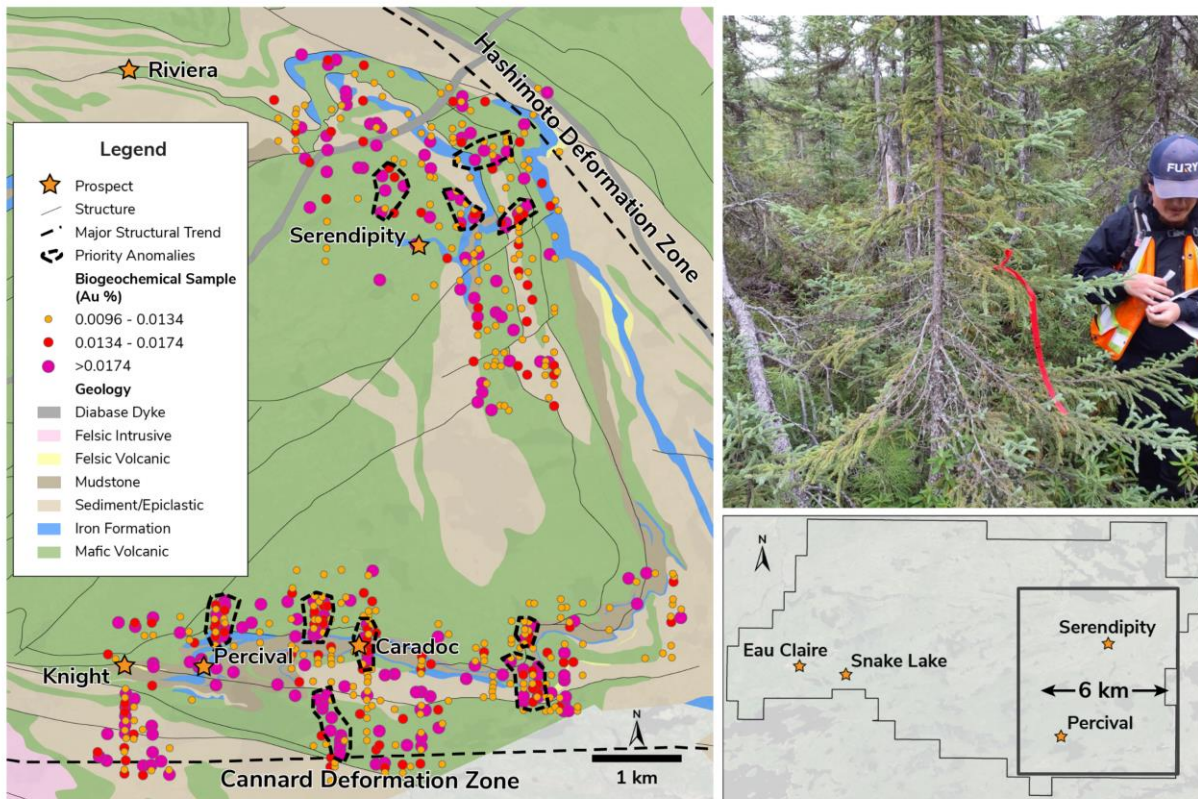 Riviera
Hashimoto Deformation Zone
Legend
Prospect
Structure
Major Structural Trend
Priority Anomalies
Biogeochemical Sample
(Au %)
0.0096 - 0.0134
0.0134 - 0.0174
>0.0174
Geology
Diabase Dyke
Felsic Intrusive
Felsic Volcanic
Mudstone
Sediment/Epiclastic
Iron Formation
Mafic Volcanic
Serendipity
Knight
Percival
Caradoc
Cannard Deformation Zone
N
1 km
FURY
N
Eau Claire
Snake Lake
Serendipity
6 km
Percival